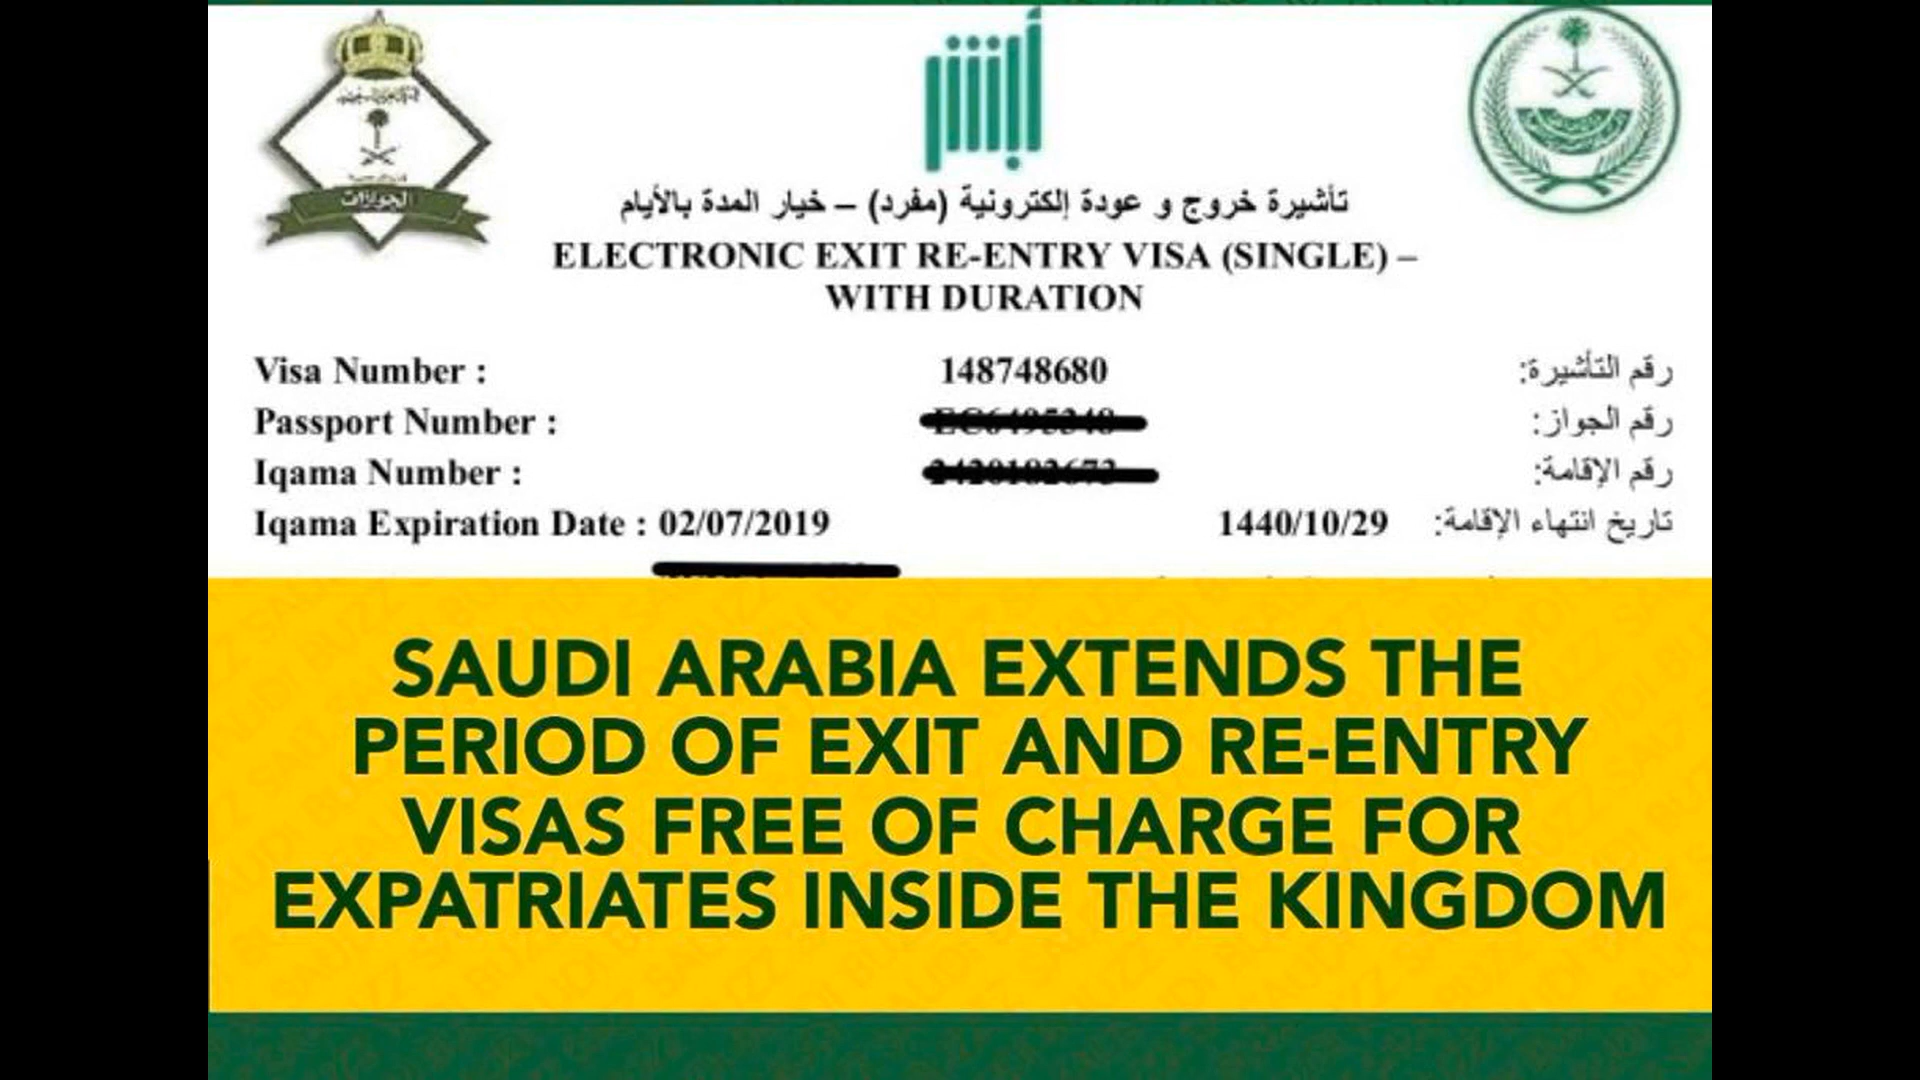 الجوازات
أبشر
تأشيرة خروج و عودة إلكترونية (مفرد) – خيار المدة بالأيام
ELECTRONIC EXIT RE-ENTRY VISA (SINGLE) –
WITH DURATION
Visa Number : 148748680 رقم التأشيرة:
Passport Number : رقم الجواز:
Iqama Number : رقم الإقامة:
Iqama Expiration Date : 02/07/2019 1440/10/29 تاريخ انتهاء الإقامة:
SAUDI ARABIA EXTENDS THE
PERIOD OF EXIT AND RE-ENTRY
VISAS FREE OF CHARGE FOR
EXPATRIATES INSIDE THE KINGDOM